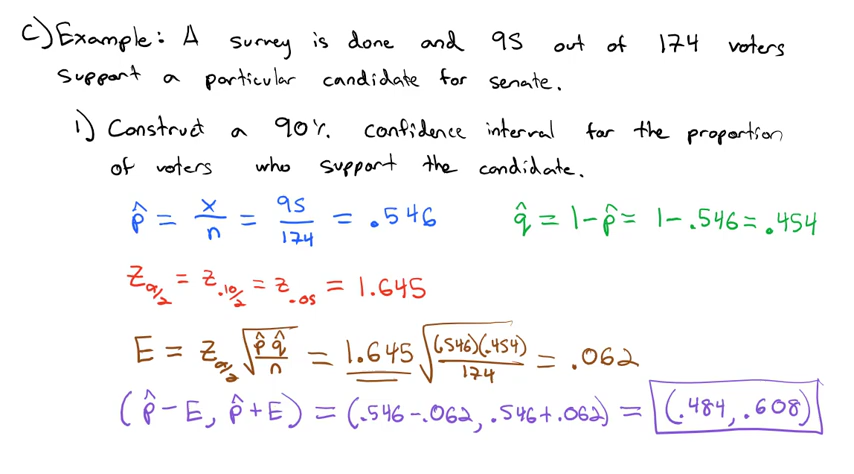 C) Example: A survey is done and 95 out of 174 voters
support a particular candidate for senate.
1) Construct a 90% confidence interval for the proportion
of voters who support the candidate.
p̂ = x/n = 95/174 = .546 q̂ = 1-p̂ = 1-.546 = .454
Z_α/2 = Z_.10/2 = Z_.05 = 1.645
E = Z_α/2 √(p̂ q̂/n) = 1.645 √((.546)(.454)/174) = .062
(p̂-E, p̂+E) = (.546-.062, .546+.062) = (.484, .608)